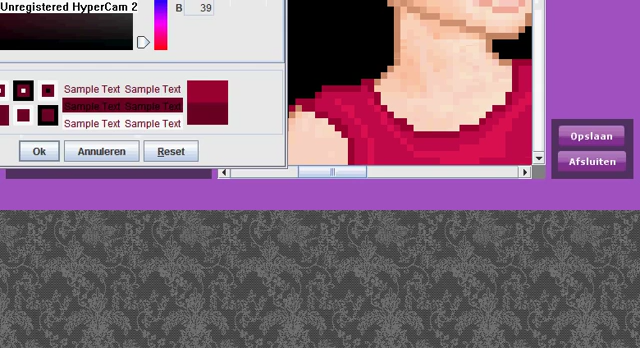 Unregistered HyperCam 2
B 39
Sample Text Sample Text
Sample Text Sample Text
Sample Text Sample Text
Opslaan
Ok Annuleren Reset
Afsluiten